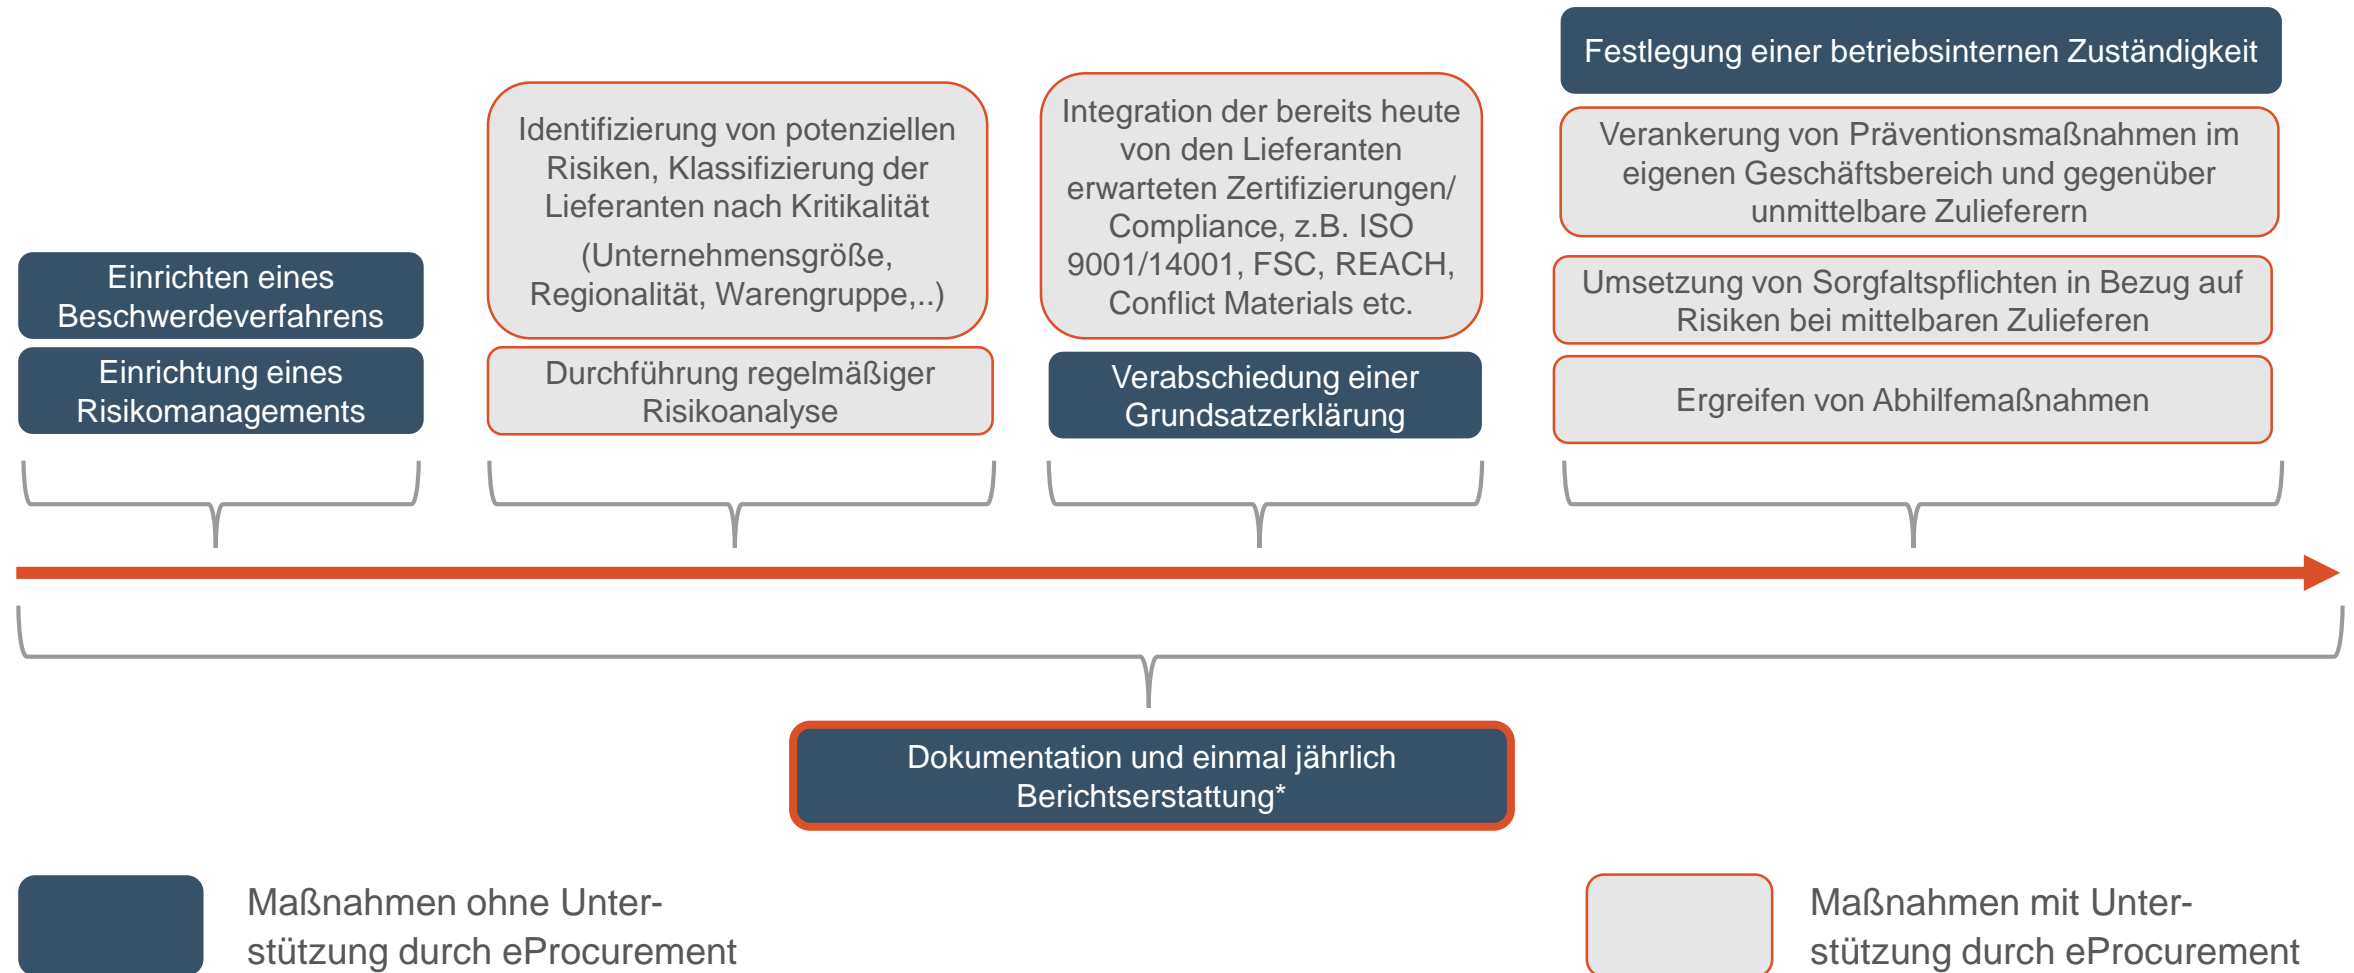 Einrichten eines
Beschwerdeverfahrens
Einrichtung eines
Risikomanagements
Identifizierung von potenziellen
Risiken, Klassifizierung der
Lieferanten nach Kritikalität
(Unternehmensgröße,
Regionalität, Warengruppe,..)
Durchführung regelmäßiger
Risikoanalyse
Integration der bereits heute
von den Lieferanten
erwarteten Zertifizierungen/
Compliance, z.B. ISO
9001/14001, FSC, REACH,
Conflict Materials etc.
Verabschiedung einer
Grundsatzerklärung
Festlegung einer betriebsinternen Zuständigkeit
Verankerung von Präventionsmaßnahmen im
eigenen Geschäftsbereich und gegenüber
unmittelbare Zulieferern
Umsetzung von Sorgfaltspflichten in Bezug auf
Risiken bei mittelbaren Zulieferen
Ergreifen von Abhilfemaßnahmen
Dokumentation und einmal jährlich
Berichtserstattung*
Maßnahmen ohne Unter-
stützung durch eProcurement
Maßnahmen mit Unter-
stützung durch eProcurement